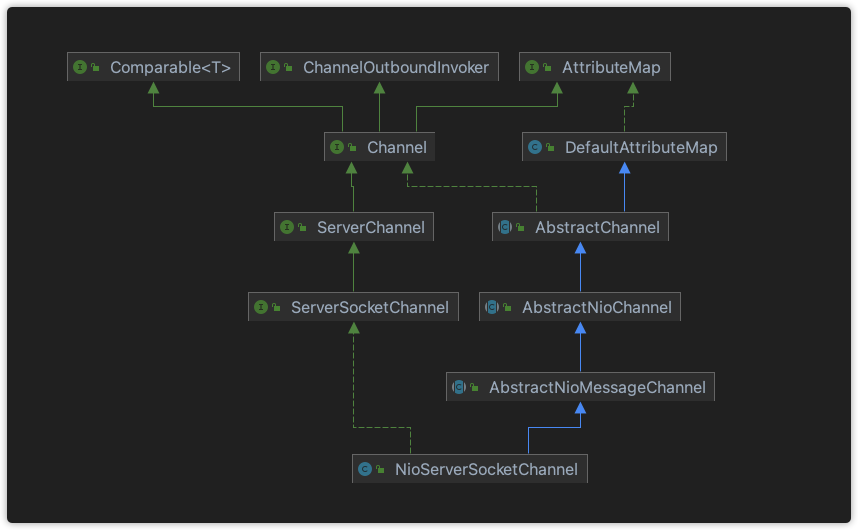 Comparable<T>
ChannelOutboundInvoker
AttributeMap
Channel
DefaultAttributeMap
ServerChannel
AbstractChannel
ServerSocketChannel
AbstractNioChannel
AbstractNioMessageChannel
NioServerSocketChannel